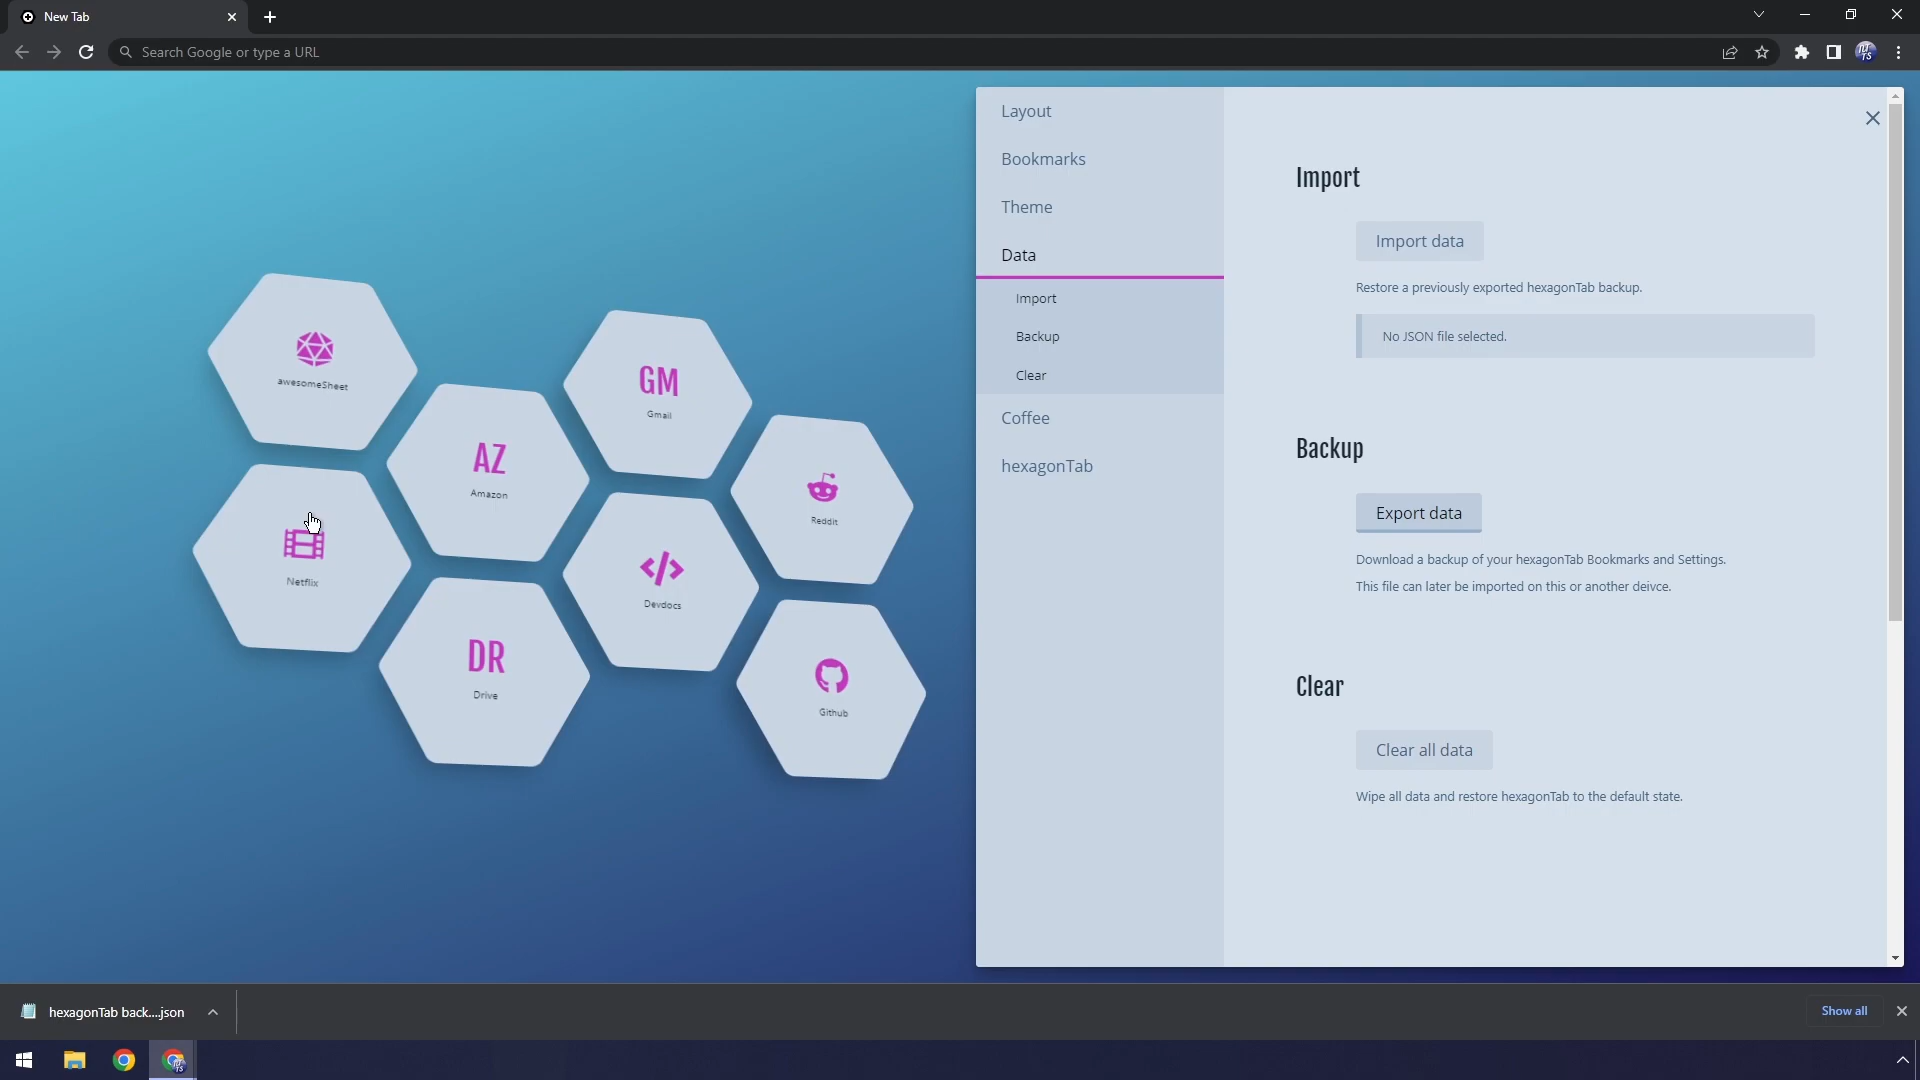 New Tab
Search Google or type a URL
awesomeSheet
GM
Gmail
AZ
Amazon
Reddit
Netflix
Devdocs
DR
Drive
Github
Layout
Bookmarks
Theme
Data
Import
Backup
Clear
Coffee
hexagonTab
Import
Import data
Restore a previously exported hexagonTab backup.
No JSON file selected.
Backup
Export data
Download a backup of your hexagonTab Bookmarks and Settings.
This file can later be imported on this or another deivce.
Clear
Clear all data
Wipe all data and restore hexagonTab to the default state.
hexagonTab back....json
Show all